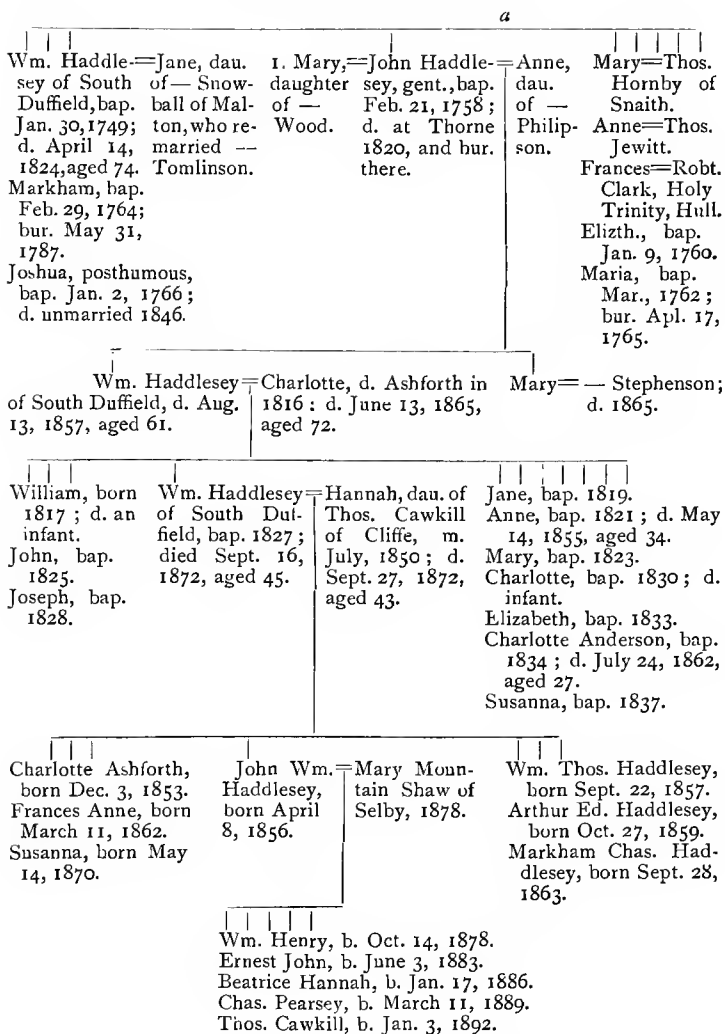 a
Wm. Haddle-=Jane, dau.
sey of South of — Snow-
Duffield, bap. ball of Mal-
Jan. 30, 1749; ton, who re-
d. April 14, married —
1824, aged 74. Tomlinson.
Markham, bap.
Feb. 29, 1764;
bur. May 31,
1787.
Joshua, posthumous,
bap. Jan. 2, 1766;
d. unmarried 1846.
1. Mary,=John Haddle-=Anne,
daughter sey, gent., bap. dau.
of — Feb. 21, 1758; of —
Wood. d. at Thorne Philip-
1820, and bur. son.
there.
Mary=Thos.
Hornby of
Snaith.
Anne=Thos.
Jewitt.
Frances=Robt.
Clark, Holy
Trinity, Hull.
Elizth., bap.
Jan. 9, 1760.
Maria, bap.
Mar., 1762;
bur. Apl. 17,
1765.
Wm. Haddlesey=Charlotte, d. Ashforth in
of South Duffield, d. Aug. 1816: d. June 13, 1865,
13, 1857, aged 61. aged 72.
Mary= — Stephenson;
d. 1865.
William, born
1817; d. an
infant.
John, bap.
1825.
Joseph, bap.
1828.
Wm. Haddlesey=Hannah, dau. of
of South Duf- Thos. Cawkill
field, bap. 1827; of Cliffe, m.
died Sept. 16, July, 1850; d.
1872, aged 45. Sept. 27, 1872,
aged 43.
Jane, bap. 1819.
Anne, bap. 1821; d. May
14, 1855, aged 34.
Mary, bap. 1823.
Charlotte, bap. 1830; d.
infant.
Elizabeth, bap. 1833.
Charlotte Anderson, bap.
1834; d. July 24, 1862,
aged 27.
Susanna, bap. 1837.
Charlotte Ashforth,
born Dec. 3, 1853.
Frances Anne, born
March 11, 1862.
Susanna, born May
14, 1870.
John Wm.=Mary Moun-
Haddlesey, tain Shaw of
born April Selby, 1878.
8, 1856.
Wm. Thos. Haddlesey,
born Sept. 22, 1857.
Arthur Ed. Haddlesey,
born Oct. 27, 1859.
Markham Chas. Had-
dlesey, born Sept. 28,
1863.
Wm. Henry, b. Oct. 14, 1878.
Ernest John, b. June 3, 1883.
Beatrice Hannah, b. Jan. 17, 1886.
Chas. Pearsey, b. March 11, 1889.
Thos. Cawkill, b. Jan. 3, 1892.